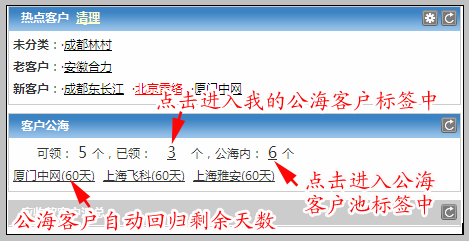 热点客户 清理
未分类：·成都林村
老客户：·安徽合力
新客户：·成都东长江 ·北京 ·厦门中网
点击进入我的公海客户标签中
客户公海
可领： 5 个，已领： 3 个，公海内： 6 个
厦门中网(60天) 上海飞科(60天) 上海雅安(60天)
点击进入公海
客户池标签中
公海客户自动回归剩余天数